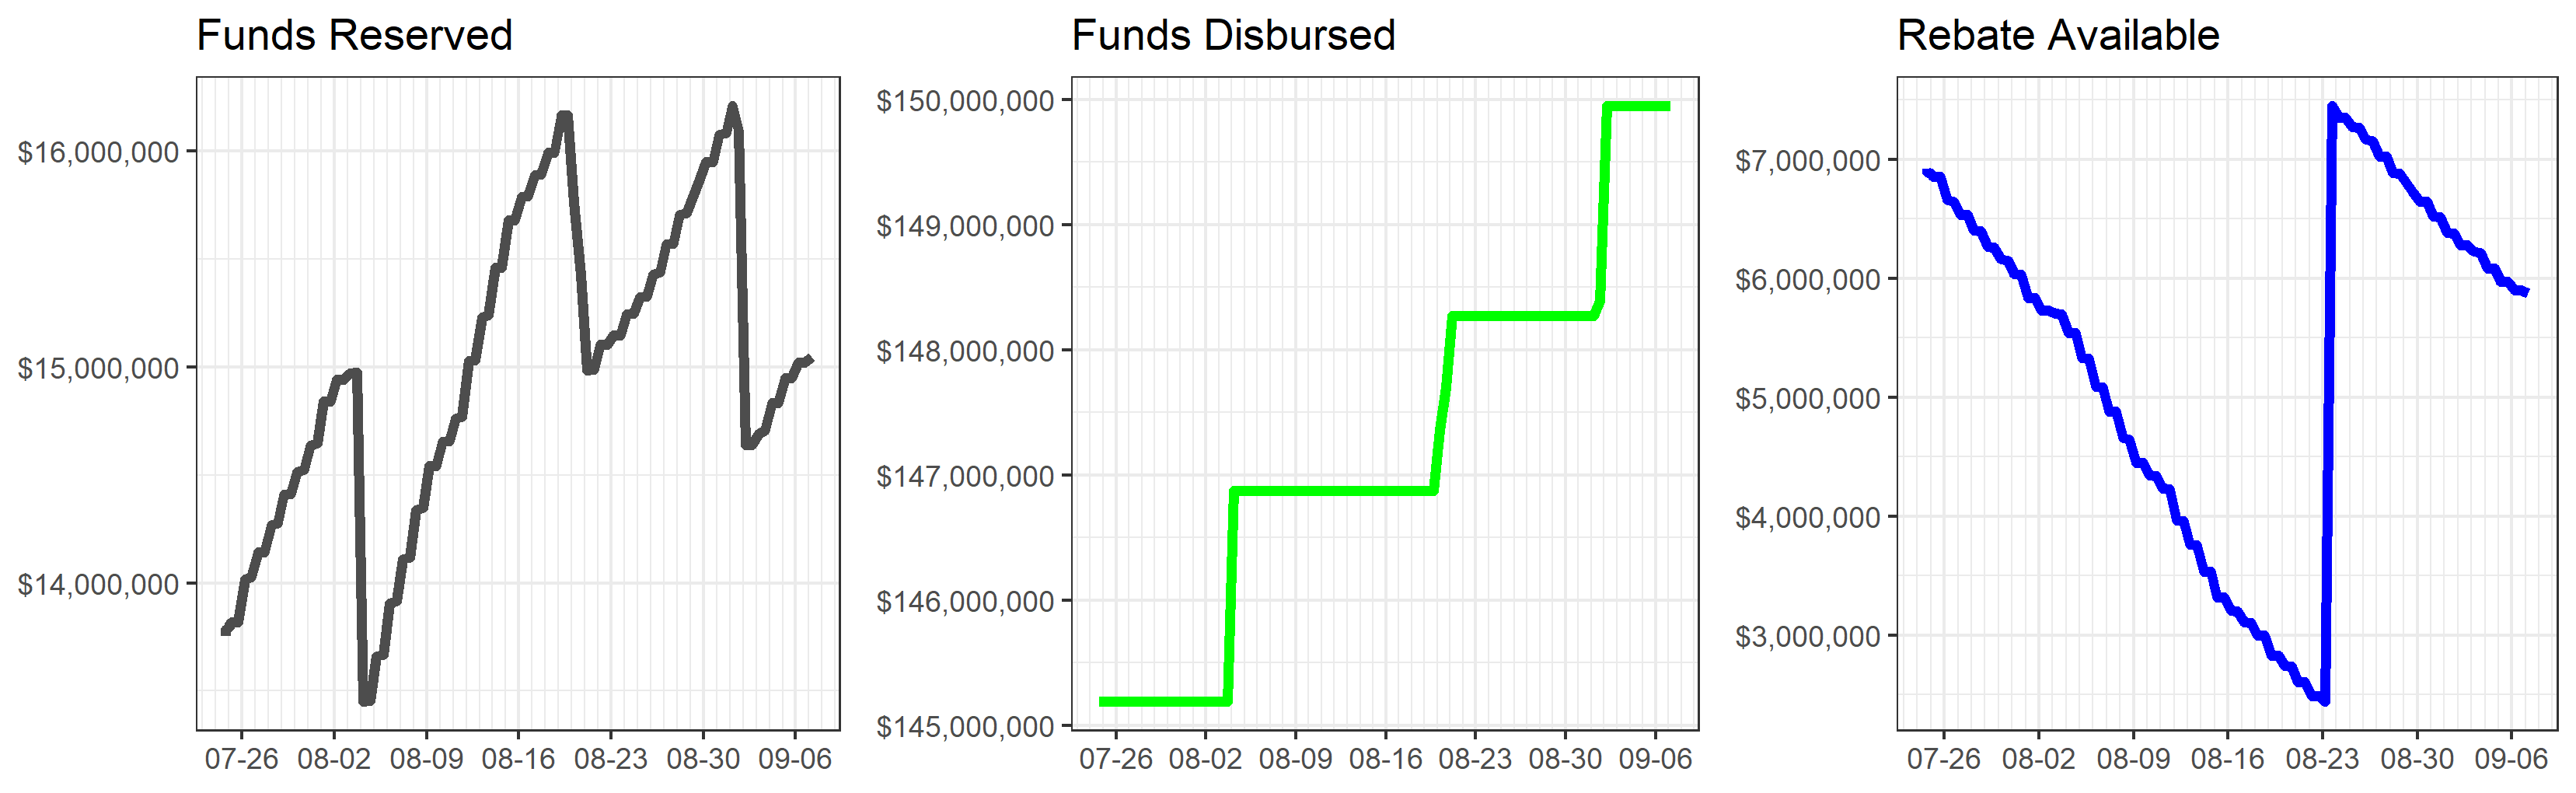 Funds Reserved
$16,000,000
$15,000,000
$14,000,000
07-26 08-02 08-09 08-16 08-23 08-30 09-06
Funds Disbursed
$150,000,000
$149,000,000
$148,000,000
$147,000,000
$146,000,000
$145,000,000
07-26 08-02 08-09 08-16 08-23 08-30 09-06
Rebate Available
$7,000,000
$6,000,000
$5,000,000
$4,000,000
$3,000,000
07-26 08-02 08-09 08-16 08-23 08-30 09-06